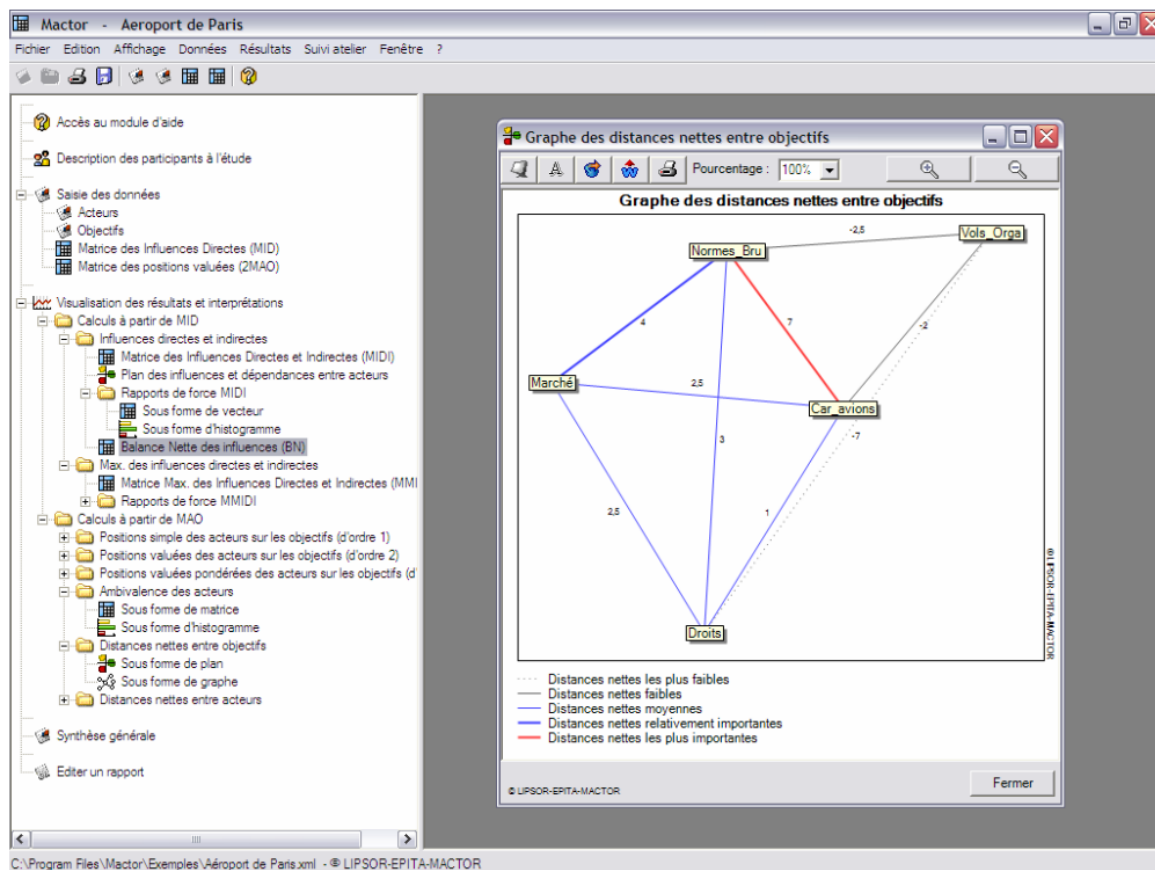 Mactor - Aeroport de Paris
Fichier Edition Affichage Données Résultats Suivi atelier Fenêtre ?
Accès au module d'aide
Description des participants à l'étude
Saisie des données
Acteurs
Objectifs
Matrice des Influences Directes (MID)
Matrice des positions valuées (2MAO)
Visualisation des résultats et interprétations
Calculs à partir de MID
Influences directes et indirectes
Matrice des Influences Directes et Indirectes (MIDI)
Plan des influences et dépendances entre acteurs
Rapports de force MIDI
Sous forme de vecteur
Sous forme d'histogramme
Balance Nette des influences (BN)
Max. des influences directes et indirectes
Matrice Max. des Influences Directes et Indirectes (MMI
Rapports de force MMIDI
Calculs à partir de MAO
Positions simple des acteurs sur les objectifs (d'ordre 1)
Positions valuées des acteurs sur les objectifs (d'ordre 2)
Positions valuées pondérées des acteurs sur les objectifs (d'
Ambivalence des acteurs
Sous forme de matrice
Sous forme d'histogramme
Distances nettes entre objectifs
Sous forme de plan
Sous forme de graphe
Distances nettes entre acteurs
Synthèse générale
Editer un rapport
Graphe des distances nettes entre objectifs
A W Pourcentage : 100%
Graphe des distances nettes entre objectifs
-2,5
Vols_Orga
Normes_Bru
4
7
-2
Marché
2,5
Car_avions
-7
3
2,5
1
Droits
© LIPSOR-EPITA-MACTOR
Distances nettes les plus faibles
Distances nettes faibles
Distances nettes moyennes
Distances nettes relativement importantes
Distances nettes les plus importantes
© LIPSOR-EPITA-MACTOR
Fermer
C:\Program Files\Mactor\Exemples\Aéroport de Paris.xml - © LIPSOR-EPITA-MACTOR